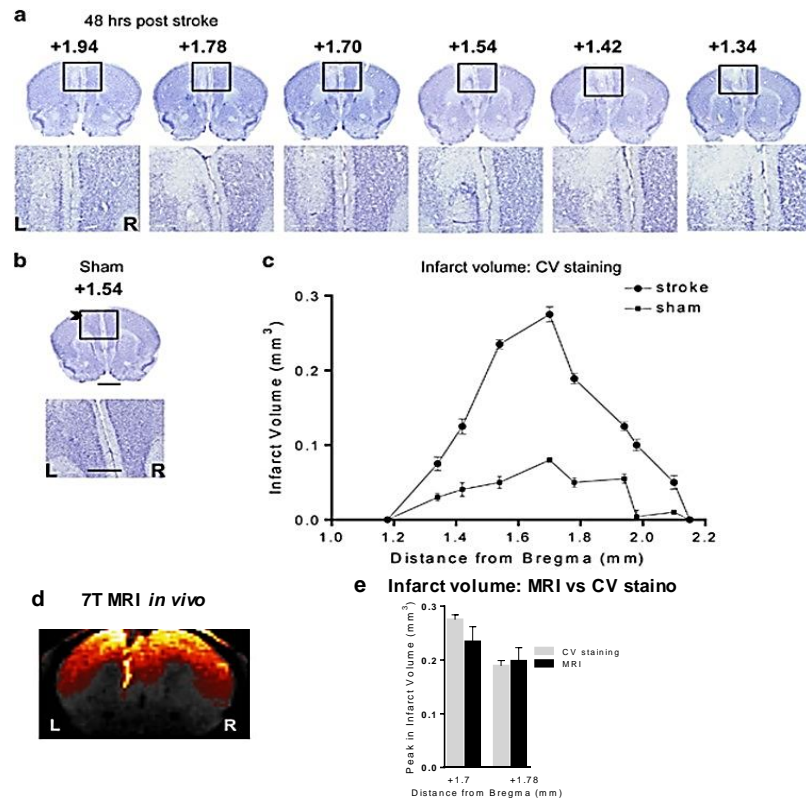 a
48 hrs post stroke
+1.94 +1.78 +1.70 +1.54 +1.42 +1.34
L R
b
Sham
+1.54
L R
c
Infarct volume: CV staining
stroke
sham
Infarct Volume (mm³)
0.3
0.2
0.1
0.0
1.0 1.2 1.4 1.6 1.8 2.0 2.2
Distance from Bregma (mm)
d 7T MRI in vivo
L R
e Infarct volume: MRI vs CV staino
Peak in Infarct Volume (mm³)
0.3
0.2
0.1
0.0
CV staining
MRI
+1.7 +1.78
Distance from Bregma (mm)